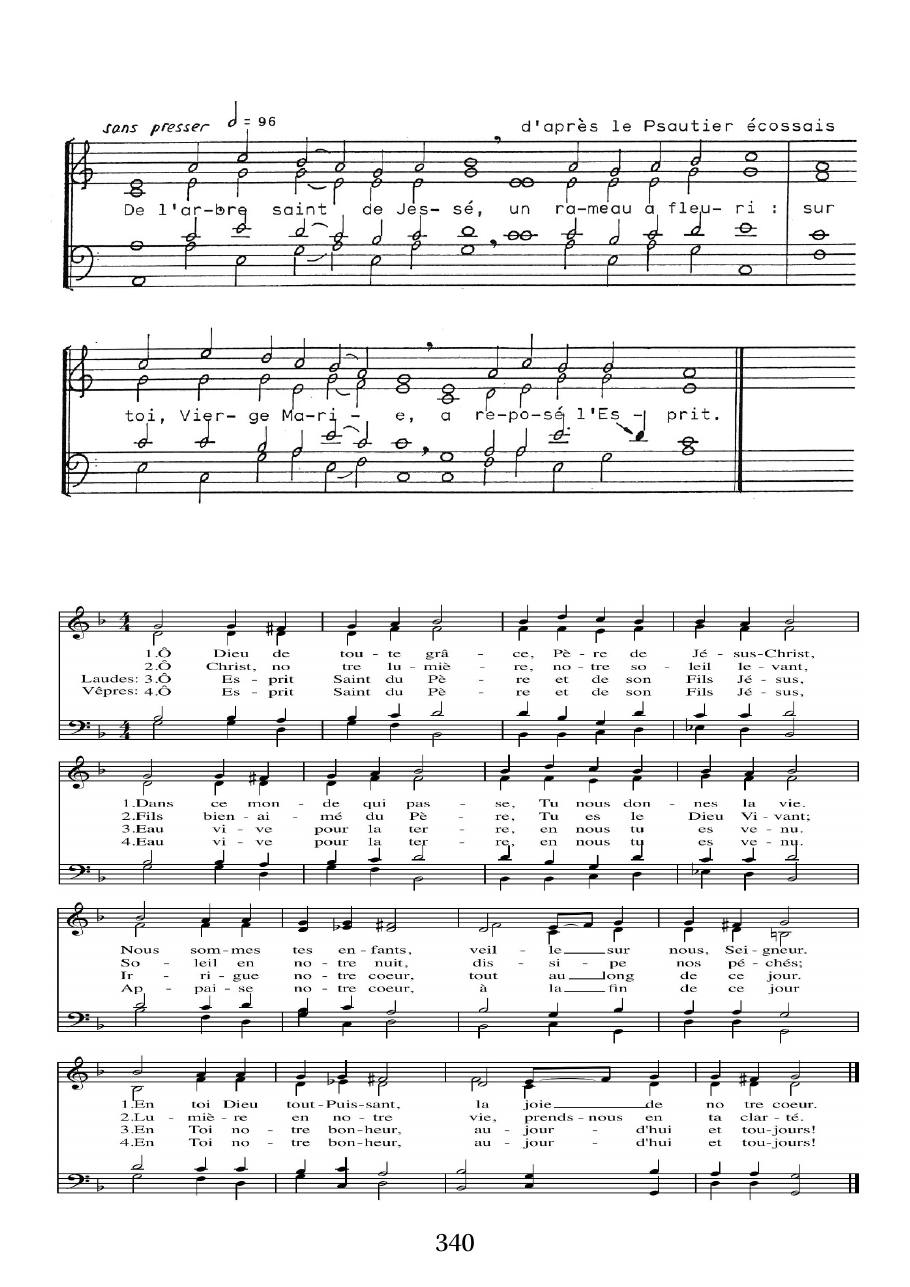 sans presser = 96 d'après le Psautier écossais
De l'ar-bre saint de Jes-sé, un ra-meau a fleu-ri : sur
toi, Vier-ge Ma-ri - e, a re-po-sé l'Es - prit.
1.Ô Dieu de tou-te grâ - ce, Pè-re de Jé-sus-Christ,
2.Ô Christ, no tre lu-miè - re, no-tre so-leil le-vant,
Laudes: 3.Ô Es-prit Saint du Pè - re et de son Fils Jé-sus,
Vêpres: 4.Ô Es-prit Saint du Pè - re et de son Fils Jé-sus,
1.Dans ce mon-de qui pas - se, Tu nous don-nes la vie.
2.Fils bien-ai-mé du Pè - re, Tu es le Dieu Vi-vant;
3.Eau vi-ve pour la ter - re, en nous tu es ve-nu.
4.Eau vi-ve pour la ter - re, en nous tu es ve-nu.
Nous som-mes tes en-fants, veil-le sur nous, Sei-gneur.
So-leil en no-tre nuit, dis-si-pe nos pé-chés;
Ir-ri-gue no-tre coeur, tout au long de ce jour.
Ap-pai-se no-tre coeur, à la fin de ce jour
1.En toi Dieu tout-Puis-sant, la joie de no tre coeur.
2.Lu-miè-re en no-tre vie, prends-nous en ta clar-té.
3.En Toi no-tre bon-heur, au-jour-d'hui et tou-jours!
4.En Toi no-tre bon-heur, au-jour-d'hui et tou-jours!
340